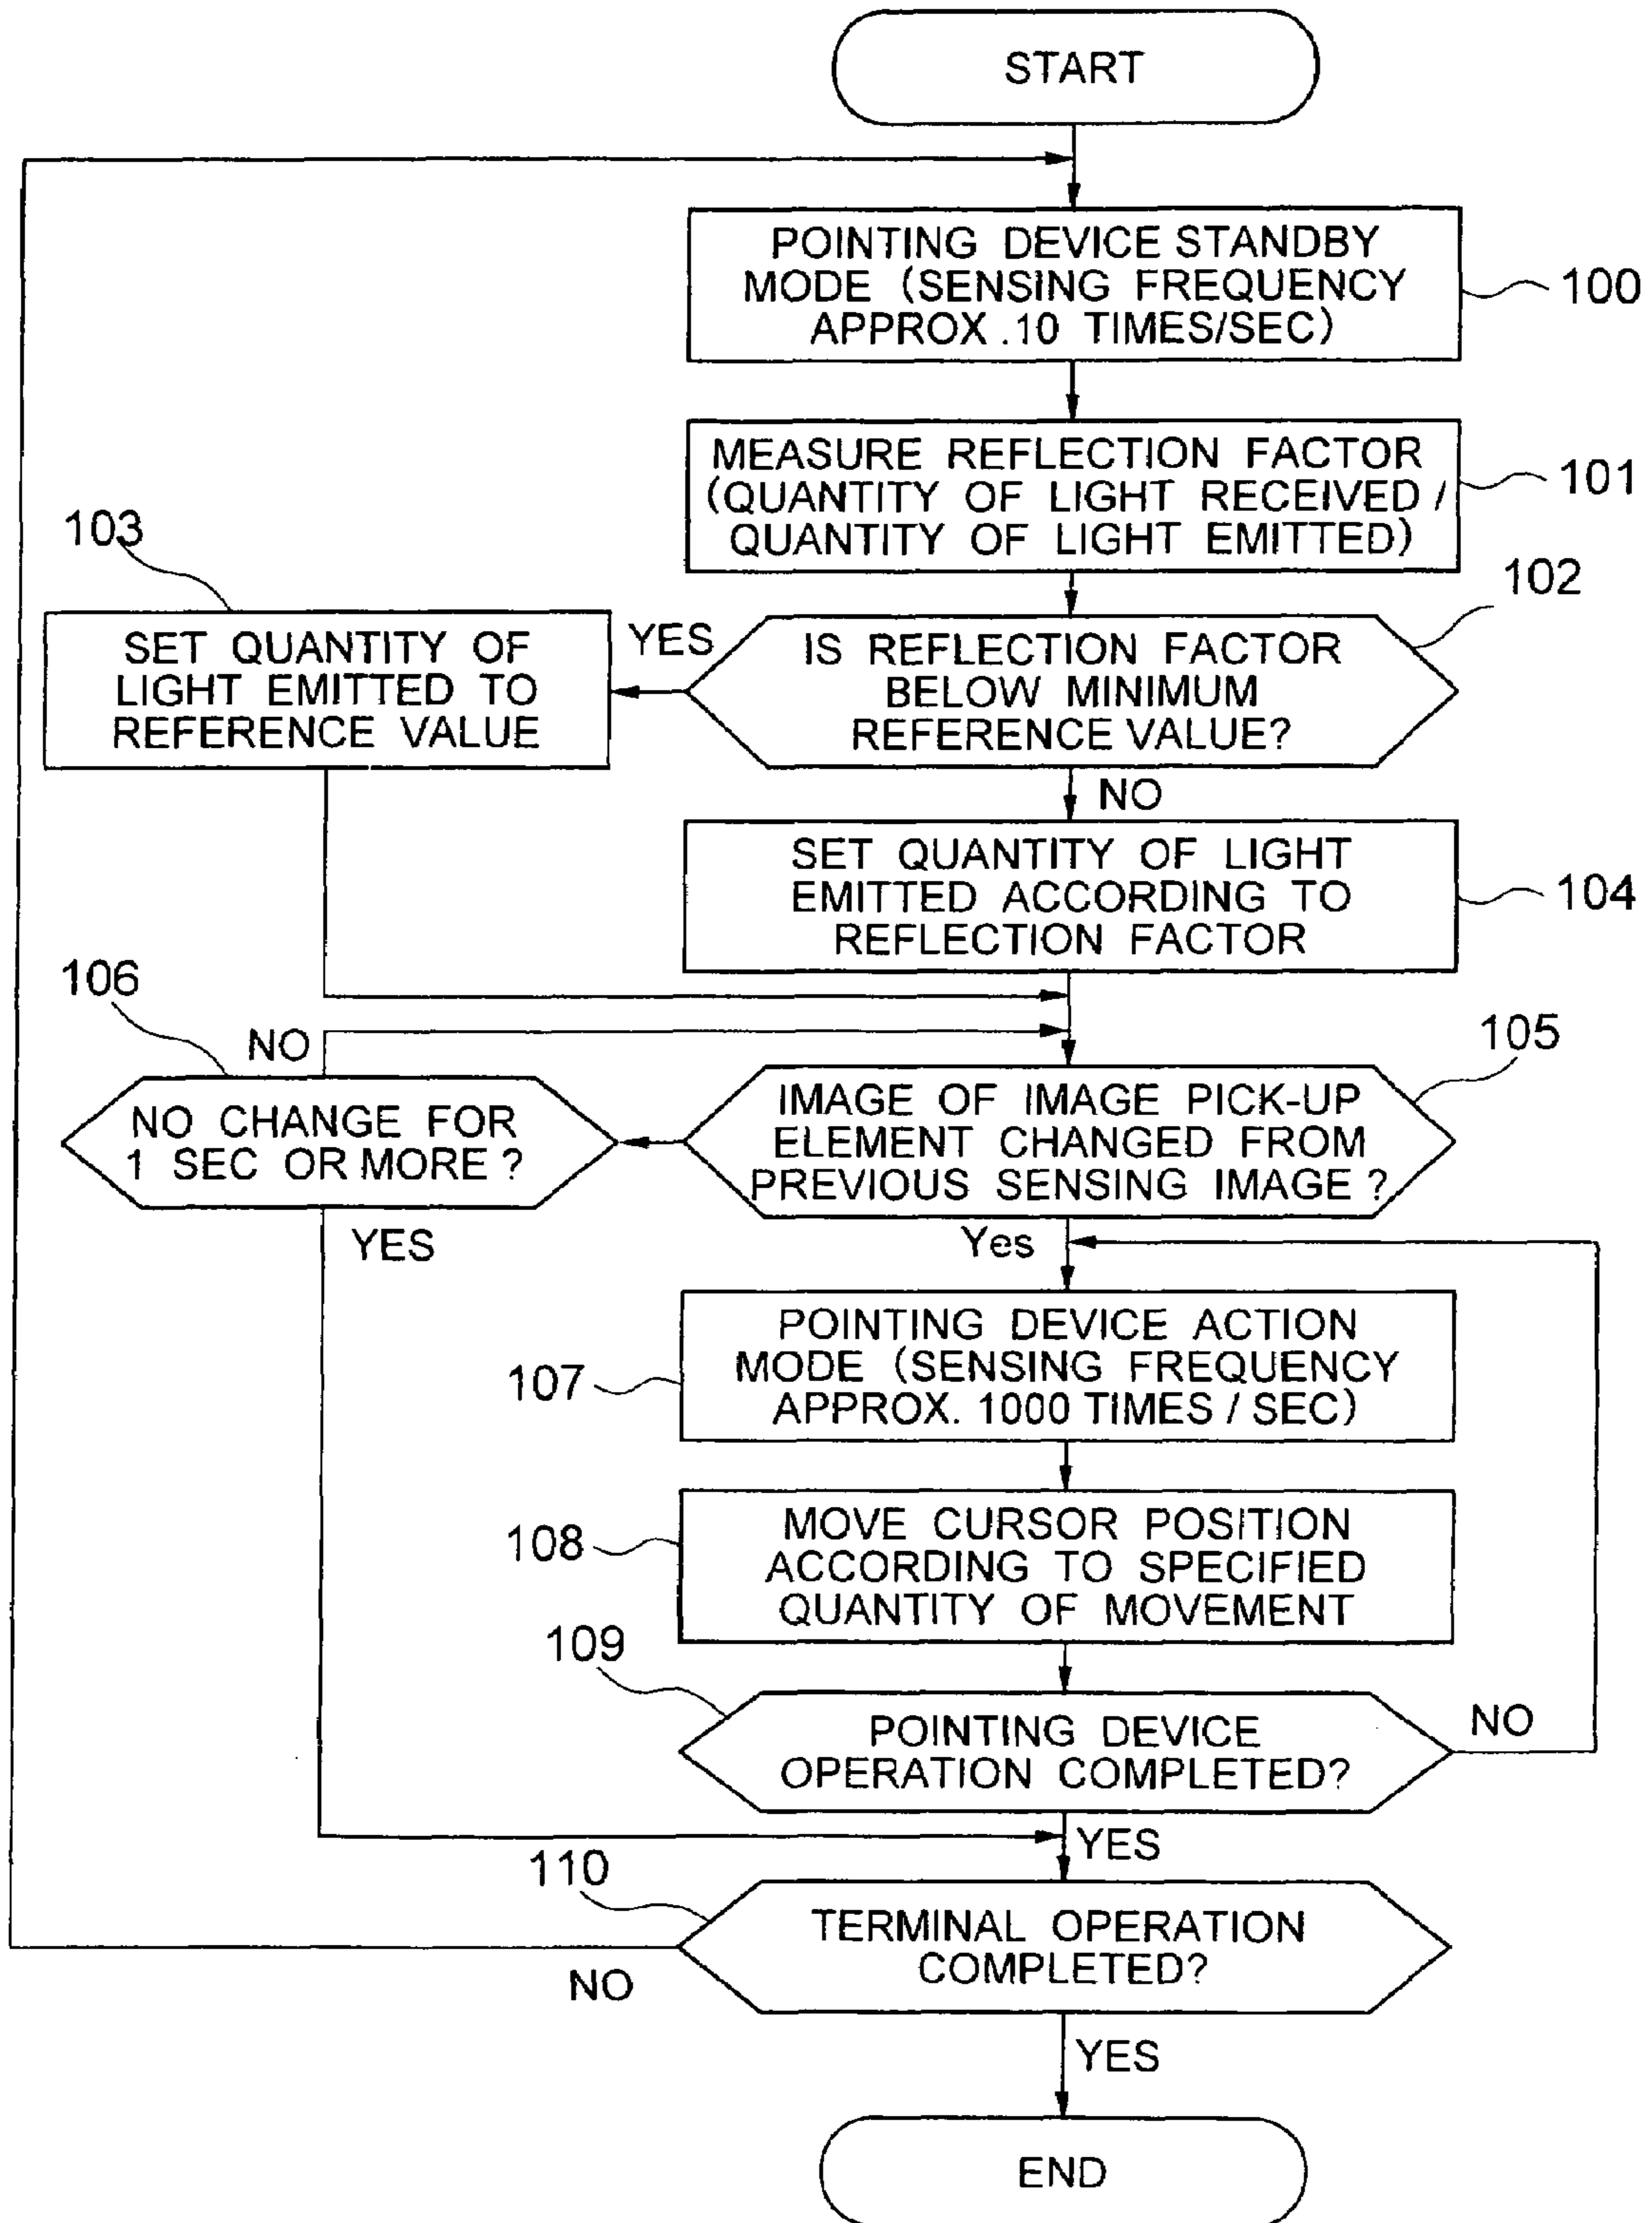 START
POINTING DEVICE STANDBY
MODE (SENSING FREQUENCY
APPROX .10 TIMES/SEC)
100
MEASURE REFLECTION FACTOR
(QUANTITY OF LIGHT RECEIVED /
QUANTITY OF LIGHT EMITTED)
101
102
IS REFLECTION FACTOR
BELOW MINIMUM
REFERENCE VALUE?
YES
103
SET QUANTITY OF
LIGHT EMITTED TO
REFERENCE VALUE
NO
SET QUANTITY OF LIGHT
EMITTED ACCORDING TO
REFLECTION FACTOR
104
105
IMAGE OF IMAGE PICK-UP
ELEMENT CHANGED FROM
PREVIOUS SENSING IMAGE ?
106
NO
NO CHANGE FOR
1 SEC OR MORE ?
YES
Yes
107
POINTING DEVICE ACTION
MODE (SENSING FREQUENCY
APPROX. 1000 TIMES / SEC)
108
MOVE CURSOR POSITION
ACCORDING TO SPECIFIED
QUANTITY OF MOVEMENT
109
POINTING DEVICE
OPERATION COMPLETED?
NO
YES
110
TERMINAL OPERATION
COMPLETED?
NO
YES
END